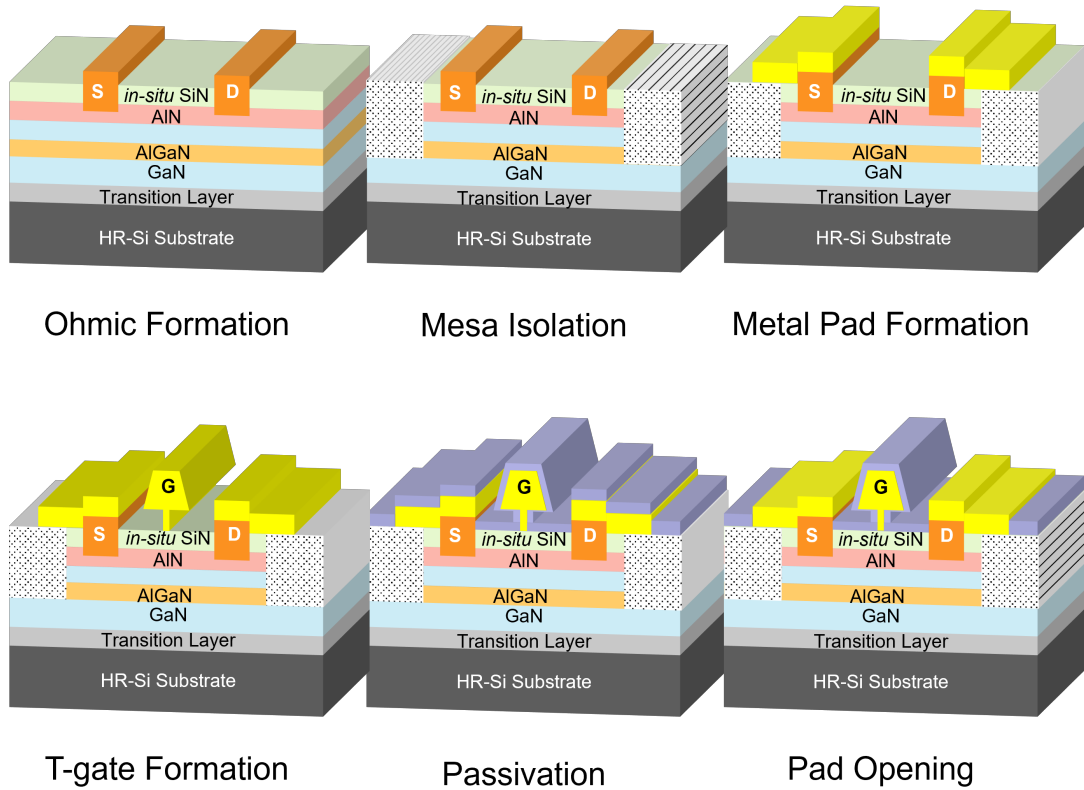 S in-situ SiN D
AlN
AlGaN
GaN
Transition Layer
HR-Si Substrate
Ohmic Formation
S in-situ SiN D
AlN
AlGaN
GaN
Transition Layer
HR-Si Substrate
Mesa Isolation
S in-situ SiN D
AlN
AlGaN
GaN
Transition Layer
HR-Si Substrate
Metal Pad Formation
G
S in-situ SiN D
AlN
AlGaN
GaN
Transition Layer
HR-Si Substrate
T-gate Formation
G
S in-situ SiN D
AlN
AlGaN
GaN
Transition Layer
HR-Si Substrate
Passivation
G
S in-situ SiN D
AlN
AlGaN
GaN
Transition Layer
HR-Si Substrate
Pad Opening